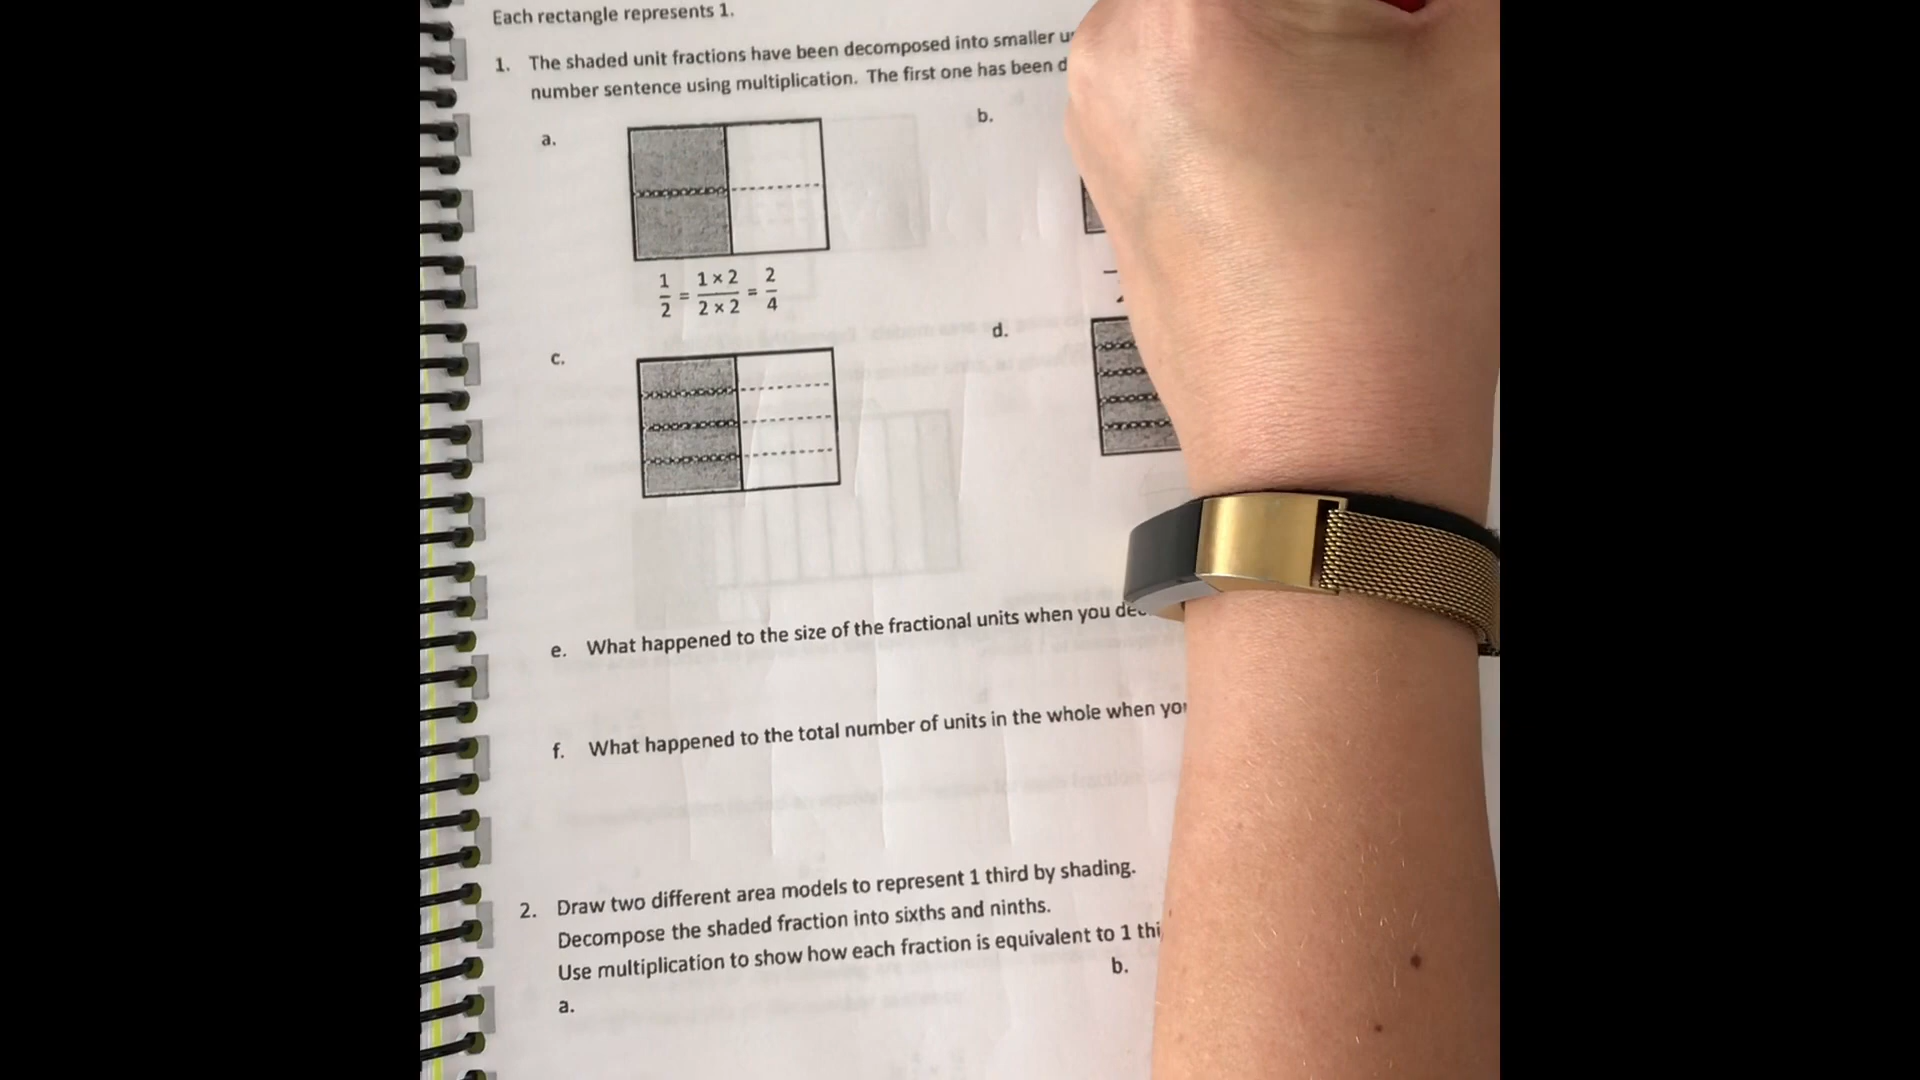 Each rectangle represents 1.
1. The shaded unit fractions have been decomposed into smaller
number sentence using multiplication. The first one has been
a.
b.
1/2 = 1 × 2/2 × 2 = 2/4
c.
d.
e. What happened to the size of the fractional units when you
f. What happened to the total number of units in the whole when
2. Draw two different area models to represent 1 third by shading.
Decompose the shaded fraction into sixths and ninths.
Use multiplication to show how each fraction is equivalent to 1
a.
b.